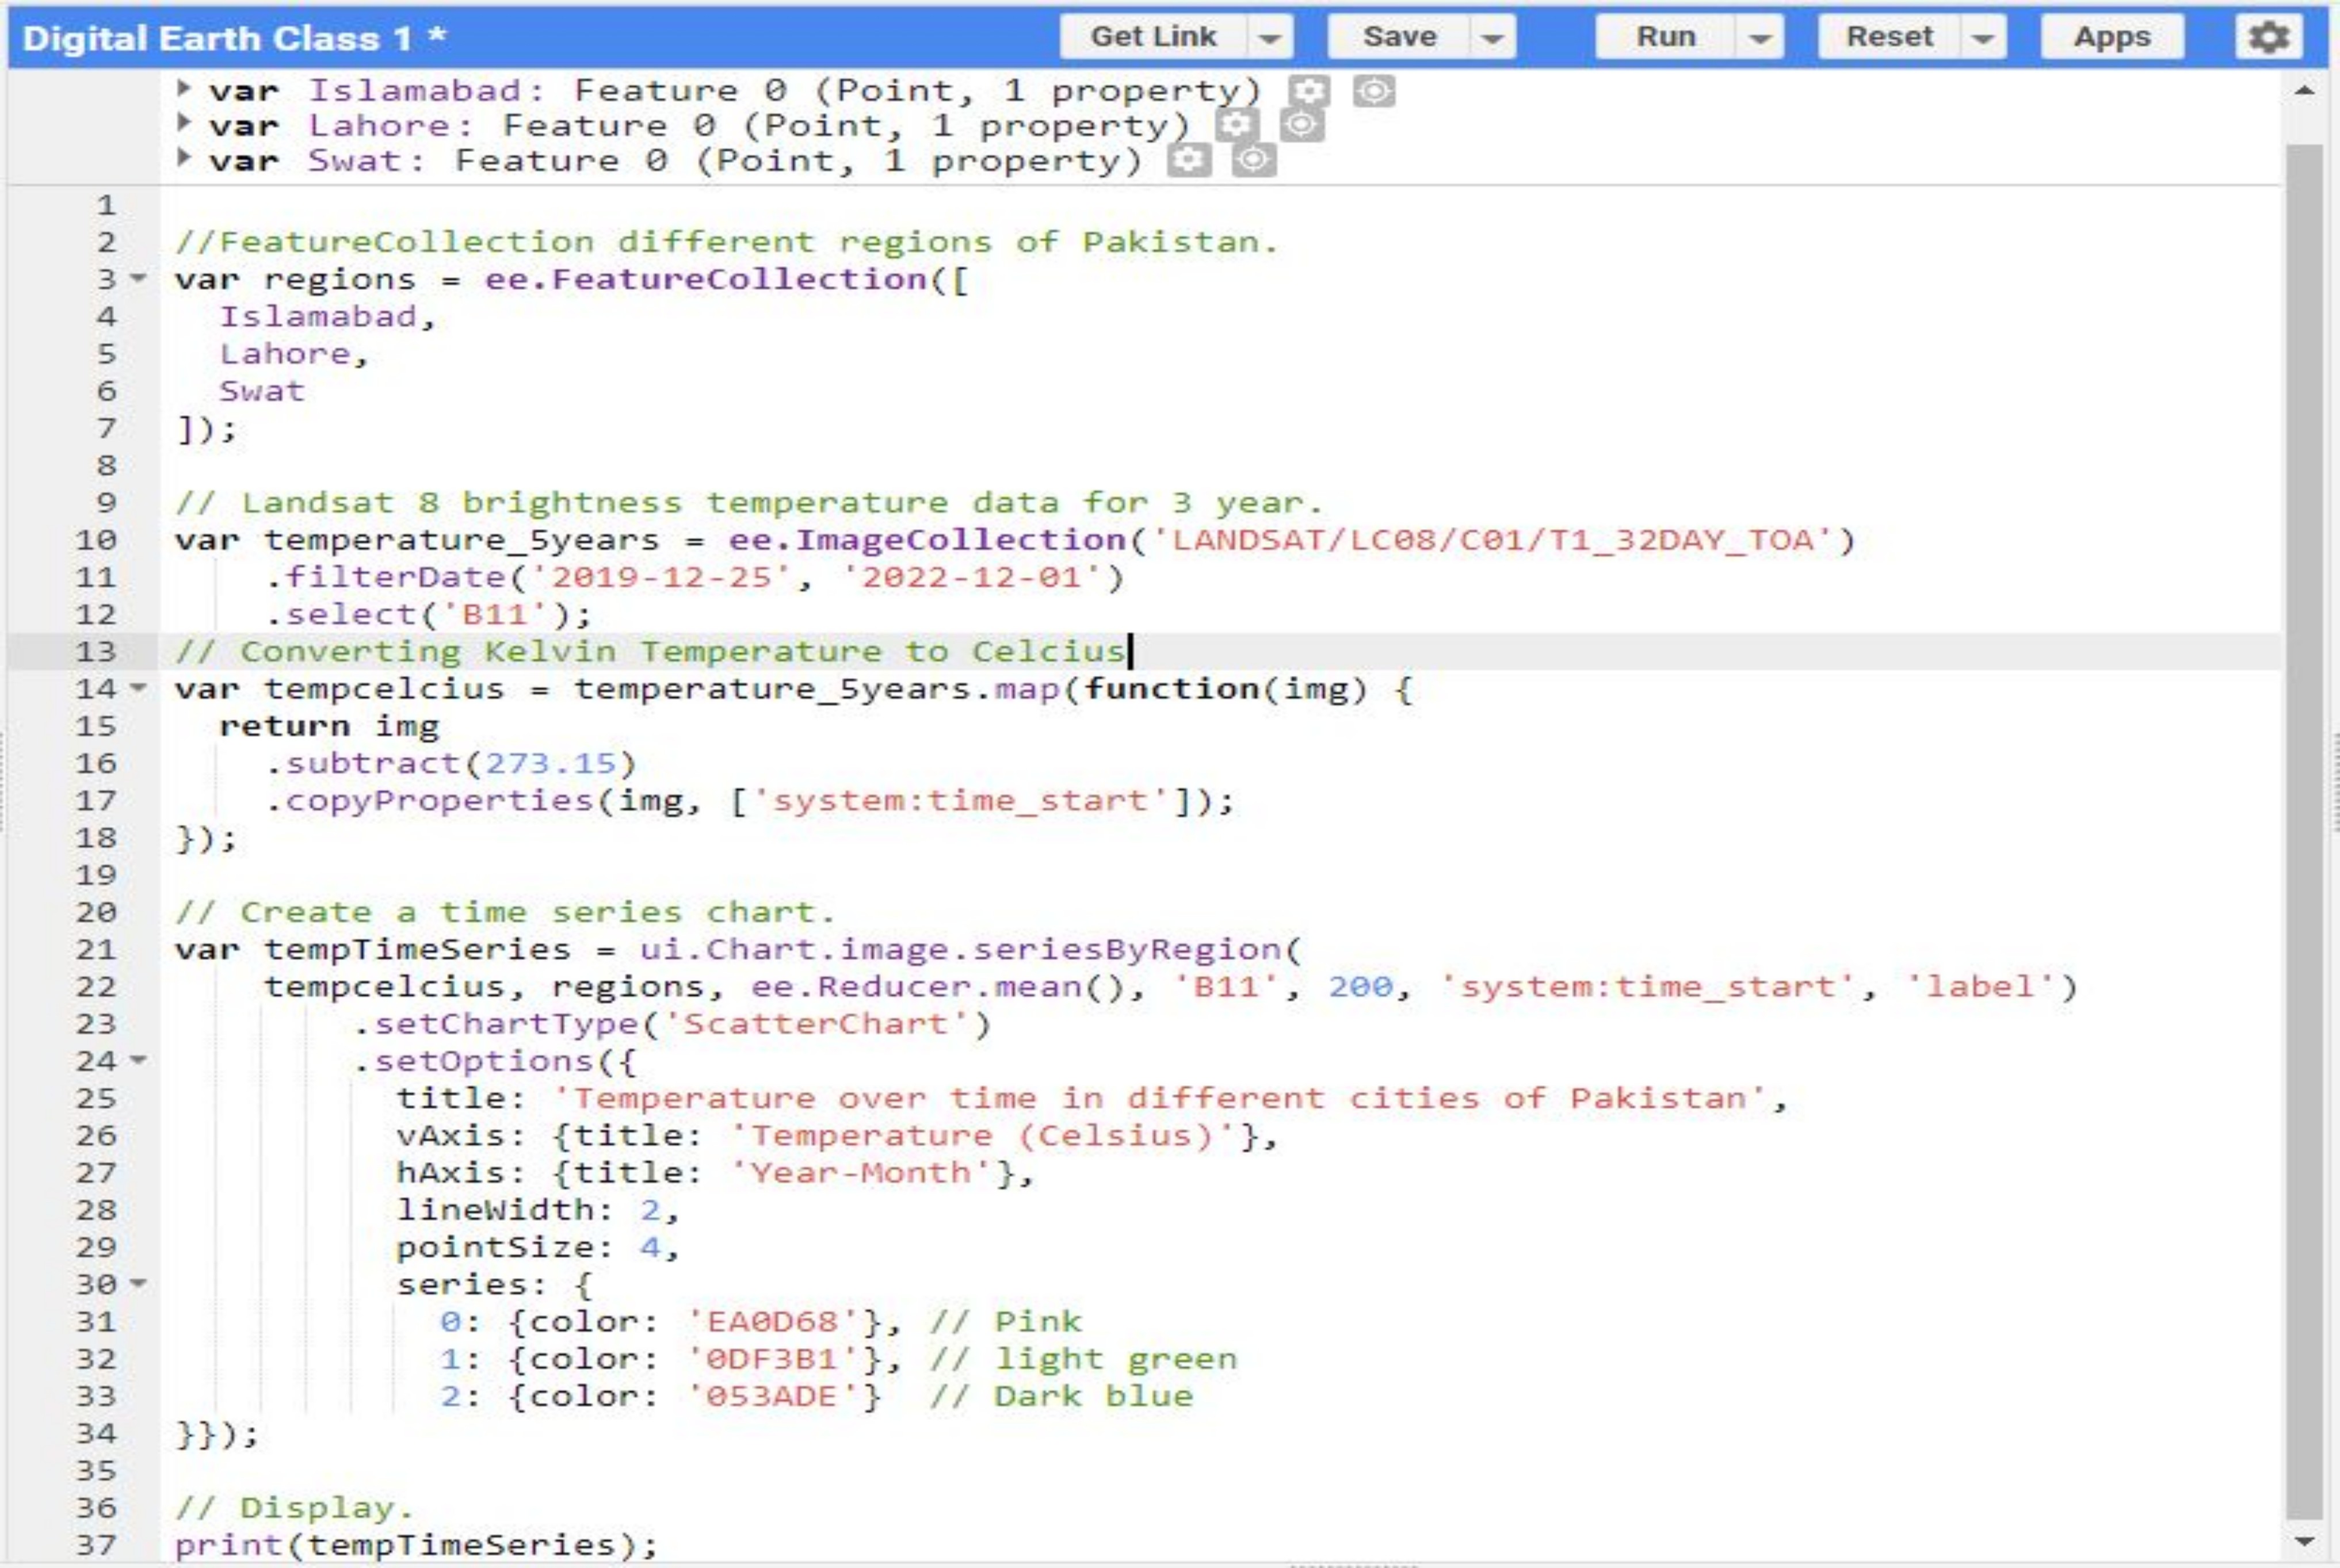 Digital Earth Class 1 *
Get Link
Save
Run
Reset
Apps
var Islamabad: Feature 0 (Point, 1 property)
var Lahore: Feature 0 (Point, 1 property)
var Swat: Feature 0 (Point, 1 property)
1
2 //FeatureCollection different regions of Pakistan.
3 var regions = ee.FeatureCollection([
4   Islamabad,
5   Lahore,
6   Swat
7 ]);
8
9 // Landsat 8 brightness temperature data for 3 year.
10 var temperature_5years = ee.ImageCollection('LANDSAT/LC08/C01/T1_32DAY_TOA')
11     .filterDate('2019-12-25', '2022-12-01')
12     .select('B11');
13 // Converting Kelvin Temperature to Celcius
14 var tempcelcius = temperature_5years.map(function(img) {
15   return img
16     .subtract(273.15)
17     .copyProperties(img, ['system:time_start']);
18 });
19
20 // Create a time series chart.
21 var tempTimeSeries = ui.Chart.image.seriesByRegion(
22     tempcelcius, regions, ee.Reducer.mean(), 'B11', 200, 'system:time_start', 'label')
23         .setChartType('ScatterChart')
24         .setOptions({
25           title: 'Temperature over time in different cities of Pakistan',
26           vAxis: {title: 'Temperature (Celsius)'},
27           hAxis: {title: 'Year-Month'},
28           lineWidth: 2,
29           pointSize: 4,
30           series: {
31             0: {color: 'EA0D68'}, // Pink
32             1: {color: '0DF3B1'}, // light green
33             2: {color: '053ADE'}  // Dark blue
34 }});
35
36 // Display.
37 print(tempTimeSeries);